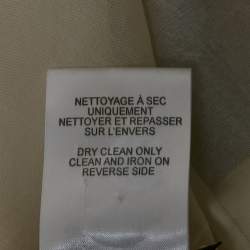 NETTOYAGE À SEC
UNIQUEMENT
NETTOYER ET REPASSER
SUR L'ENVERS
DRY CLEAN ONLY
CLEAN AND IRON ON
REVERSE SIDE